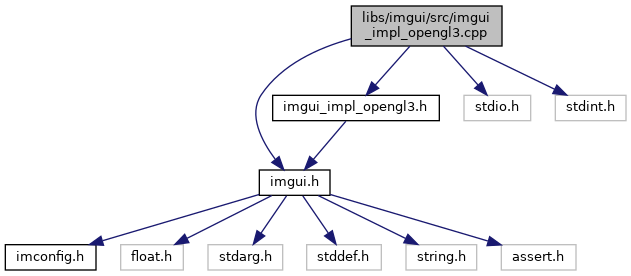 libs/imgui/src/imgui
_impl_opengl3.cpp
imgui_impl_opengl3.h
stdio.h
stdint.h
imgui.h
imconfig.h
float.h
stdarg.h
stddef.h
string.h
assert.h